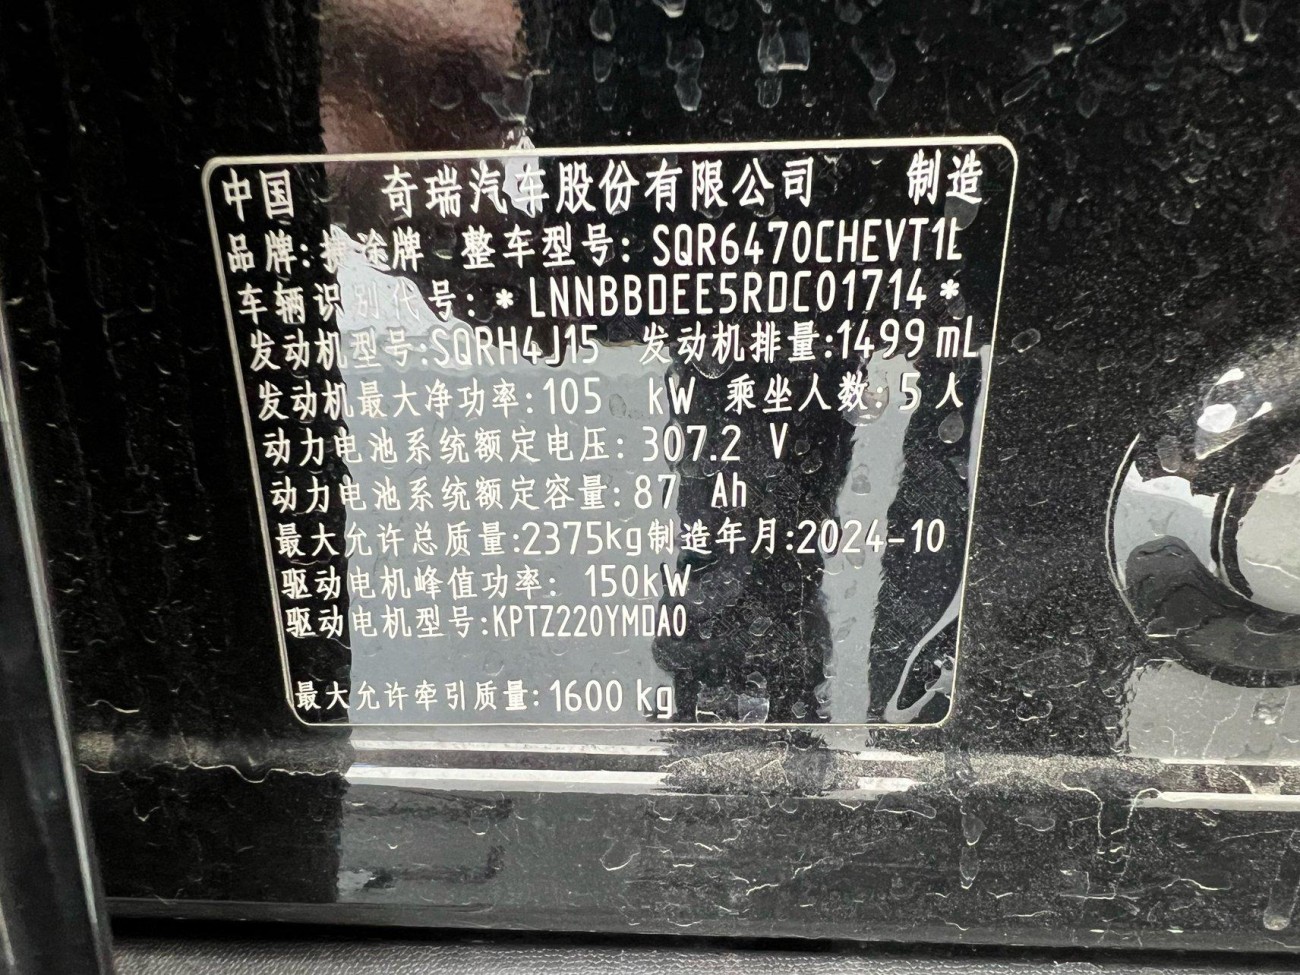 中国 奇瑞汽车股份有限公司 制造
品牌:捷途牌 整车型号:SQR6470CHEVT1L
车辆识别代号:*LNNBBDEE5RDC01714*
发动机型号:SQRH4J15 发动机排量:1499mL
发动机最大净功率:105 kW 乘坐人数:5人
动力电池系统额定电压:307.2 V
动力电池系统额定容量:87 Ah
最大允许总质量:2375kg制造年月:2024-10
驱动电机峰值功率: 150kW
驱动电机型号:KPTZ220YMDA0
最大允许牵引质量:1600 kg